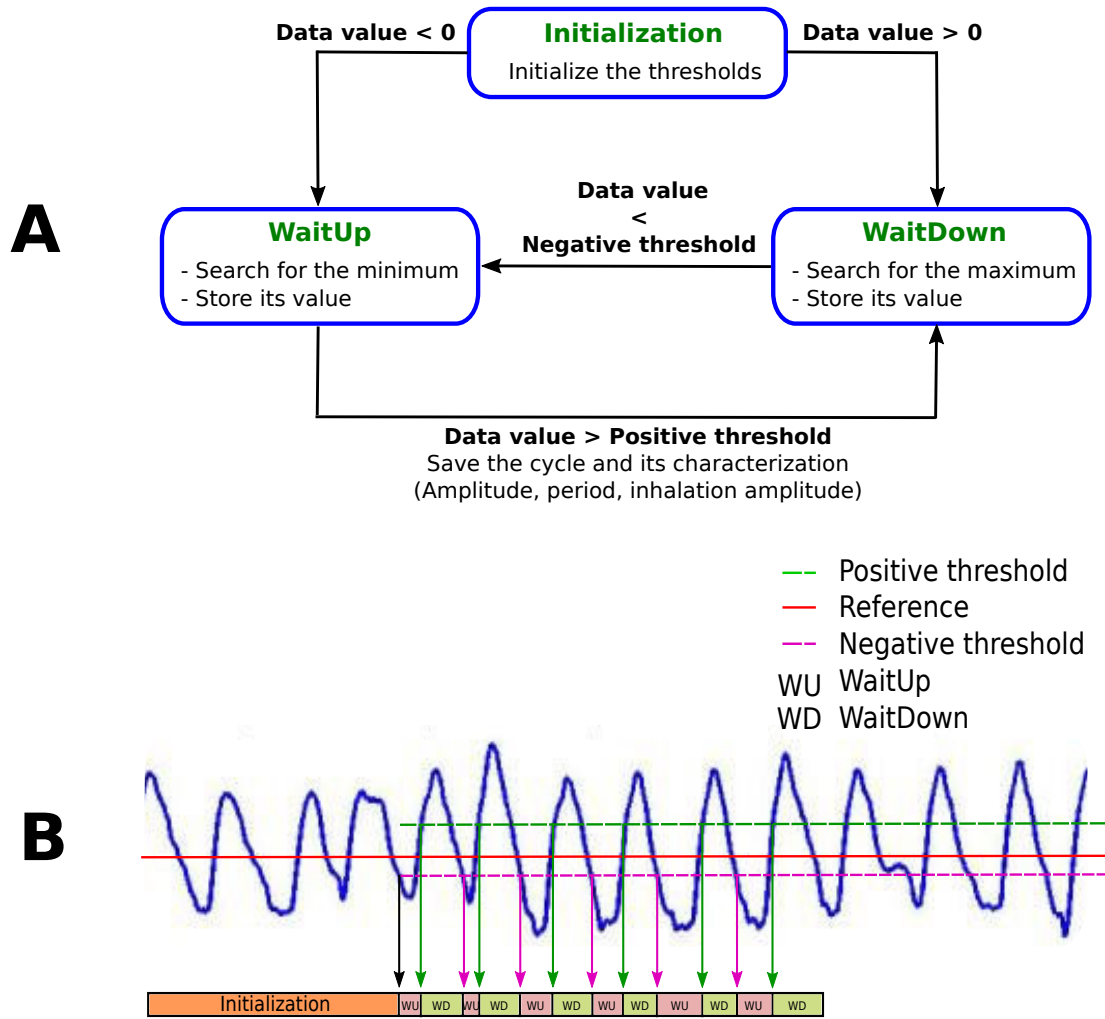 Data value < 0
Initialization
Data value > 0
Initialize the thresholds
A
Data value
<
Negative threshold
WaitUp
- Search for the minimum
- Store its value
WaitDown
- Search for the maximum
- Store its value
Data value > Positive threshold
Save the cycle and its characterization
(Amplitude, period, inhalation amplitude)
Positive threshold
Reference
Negative threshold
WU WaitUp
WD WaitDown
B
Initialization WU WD WU WD WU WD WU WD WU WD WU WD